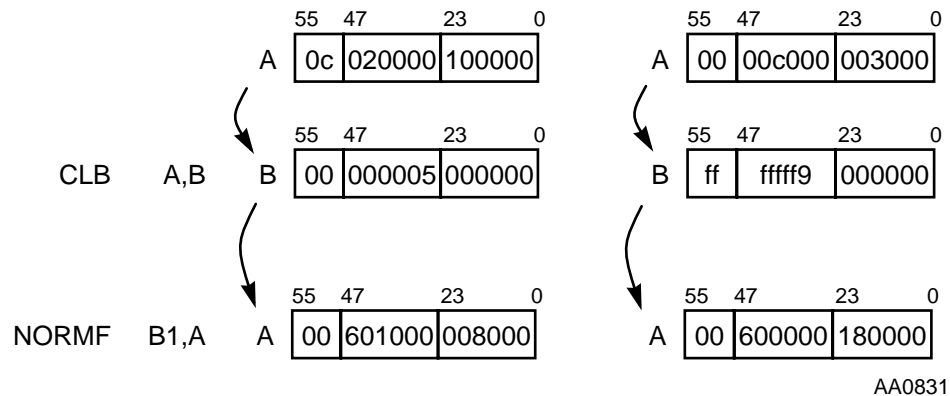 55 47 23 0 55 47 23 0
A 0c 020000 100000 A 00 00c000 003000
55 47 23 0 55 47 23 0
CLB A,B B 00 000005 000000 B ff fffff9 000000
55 47 23 0 55 47 23 0
NORMF B1,A A 00 601000 008000 A 00 600000 180000
AA0831